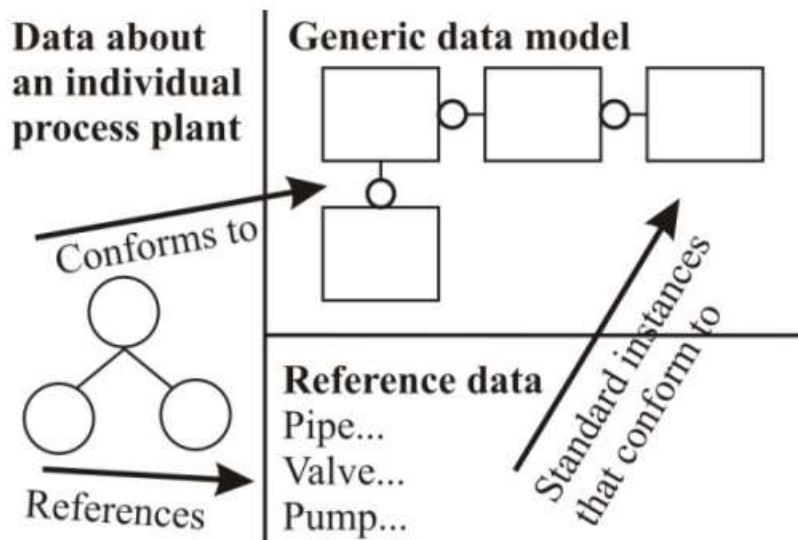 Data about
an individual
process plant
Conforms to
References
Generic data model
Reference data
Pipe...
Valve...
Pump...
Standard instances
that conform to